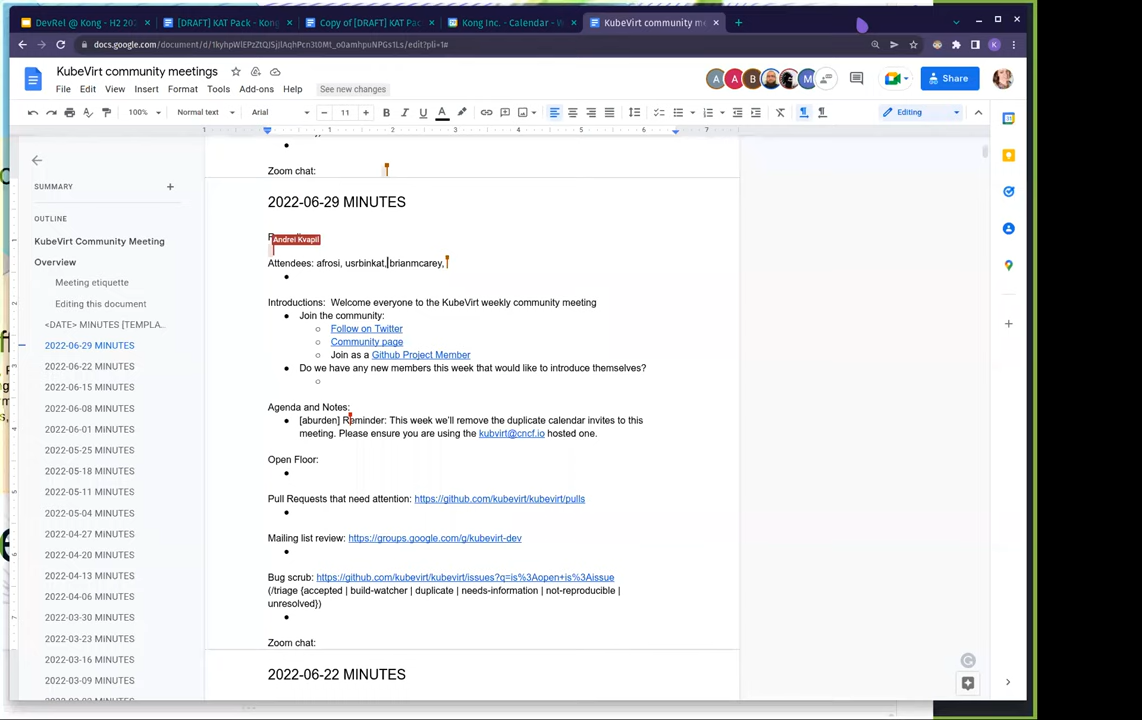 DevRel @ Kong - H2 202
[DRAFT] KAT Pack - Kong
Copy of [DRAFT] KAT Pac
Kong Inc. - Calendar - W
KubeVirt community me
docs.google.com/document/d/
KubeVirt community meetings
File Edit View Insert Format Tools Add-ons Help See new changes
A A B M Share
100% Normal text Arial 11 B I U A Editing
1 1 2 3 4 5 6 7
Zoom chat:
SUMMARY
OUTLINE
KubeVirt Community Meeting
Overview
Meeting etiquette
Editing this document
<DATE> MINUTES [TEMPLA...
2022-06-29 MINUTES
2022-06-22 MINUTES
2022-06-15 MINUTES
2022-06-08 MINUTES
2022-06-01 MINUTES
2022-05-25 MINUTES
2022-05-18 MINUTES
2022-05-11 MINUTES
2022-05-04 MINUTES
2022-04-27 MINUTES
2022-04-20 MINUTES
2022-04-13 MINUTES
2022-04-06 MINUTES
2022-03-30 MINUTES
2022-03-23 MINUTES
2022-03-16 MINUTES
2022-03-09 MINUTES
2022-06-29 MINUTES
Andrei Kvapil
Attendees: afrosi, usrbinkat, brianmcarey,
Introductions: Welcome everyone to the KubeVirt weekly community meeting
Join the community:
Follow on Twitter
Community page
Join as a Github Project Member
Do we have any new members this week that would like to introduce themselves?
Agenda and Notes:
[aburden] Reminder: This week we'll remove the duplicate calendar invites to this
meeting. Please ensure you are using the kubvirt@cncf.io hosted one.
Open Floor:
Pull Requests that need attention: https://github.com/kubevirt/kubevirt/pulls
Mailing list review: https://groups.google.com/g/kubevirt-dev
Bug scrub: https://github.com/kubevirt/kubevirt/issues?q=is%3Aopen+is%3Aissue
(/triage {accepted | build-watcher | duplicate | needs-information | not-reproducible |
unresolved})
Zoom chat:
2022-06-22 MINUTES